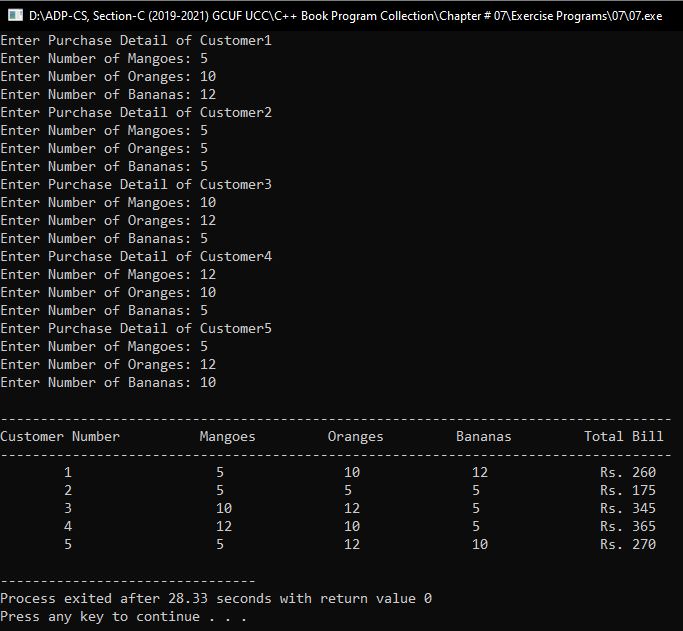 D:\ADP-CS, Section-C (2019-2021) GCUF UCC\C++ Book Program Collection\Chapter # 07\Exercise Programs\07\07.exe
Enter Purchase Detail of Customer1
Enter Number of Mangoes: 5
Enter Number of Oranges: 10
Enter Number of Bananas: 12
Enter Purchase Detail of Customer2
Enter Number of Mangoes: 5
Enter Number of Oranges: 5
Enter Number of Bananas: 5
Enter Purchase Detail of Customer3
Enter Number of Mangoes: 10
Enter Number of Oranges: 12
Enter Number of Bananas: 5
Enter Purchase Detail of Customer4
Enter Number of Mangoes: 12
Enter Number of Oranges: 10
Enter Number of Bananas: 5
Enter Purchase Detail of Customer5
Enter Number of Mangoes: 5
Enter Number of Oranges: 12
Enter Number of Bananas: 10
------------------------------------------------------------------------------------
Customer Number          Mangoes         Oranges         Bananas         Total Bill
------------------------------------------------------------------------------------
        1                  5               10              12              Rs. 260
        2                  5               5               5               Rs. 175
        3                  10              12              5               Rs. 345
        4                  12              10              5               Rs. 365
        5                  5               12              10              Rs. 270
--------------------------------
Process exited after 28.33 seconds with return value 0
Press any key to continue . . .